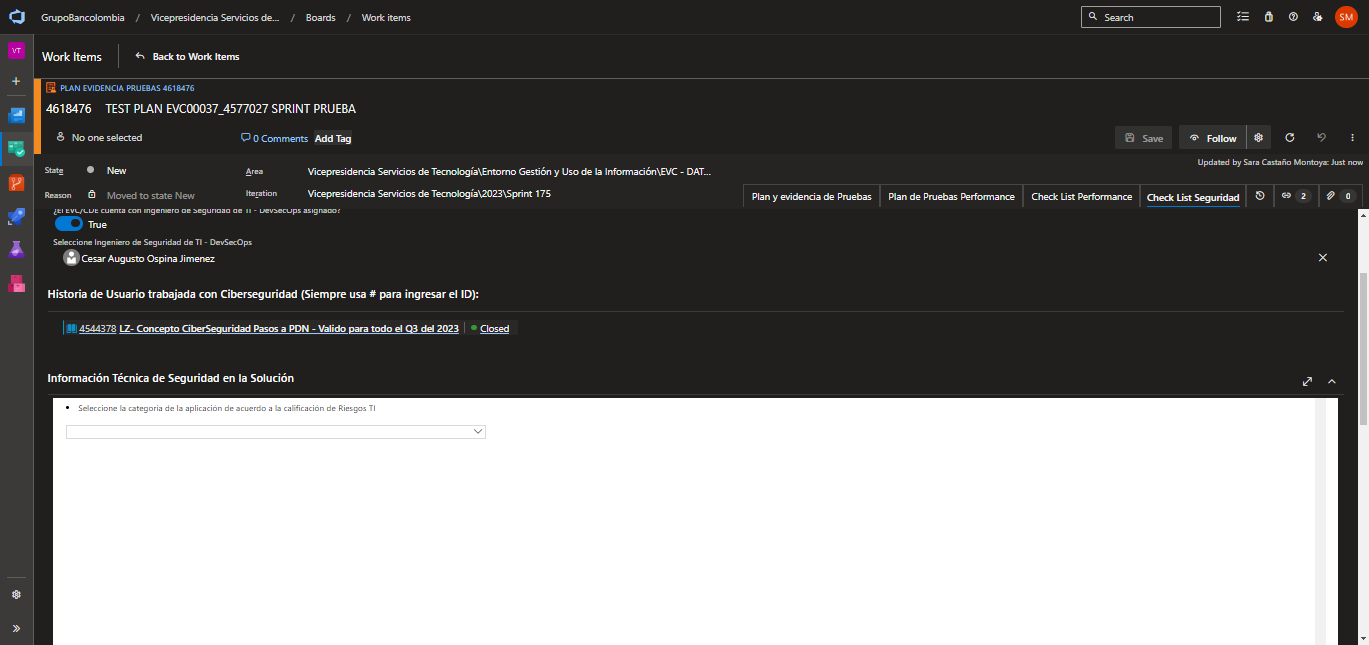 GrupoBancolombia / Vicepresidencia Servicios de... / Boards / Work items
Search
SM
VT
Work Items
Back to Work Items
PLAN EVIDENCIA PRUEBAS 4618476
4618476 TEST PLAN EVC00037_4577027 SPRINT PRUEBA
No one selected
0 Comments
Add Tag
Save
Follow
Updated by Sara Castaño Montoya: Just now
State
New
Area
Vicepresidencia Servicios de Tecnología\Entorno Gestión y Uso de la Información\EVC - DAT...
Reason
Moved to state New
Iteration
Vicepresidencia Servicios de Tecnología\2023\Sprint 175
Plan y evidencia de Pruebas
Plan de Pruebas Performance
Check List Performance
Check List Seguridad
2
0
¿El EVC/CDE cuenta con Ingeniero de Seguridad de TI - DevSecOps asignado?
True
Seleccione Ingeniero de Seguridad de TI - DevSecOps
Cesar Augusto Ospina Jimenez
Historia de Usuario trabajada con Ciberseguridad (Siempre usa # para ingresar el ID):
4544378 LZ- Concepto CiberSeguridad Pasos a PDN - Valido para todo el Q3 del 2023
Closed
Información Técnica de Seguridad en la Solución
• Seleccione la categoria de la aplicación de acuerdo a la calificación de Riesgos TI